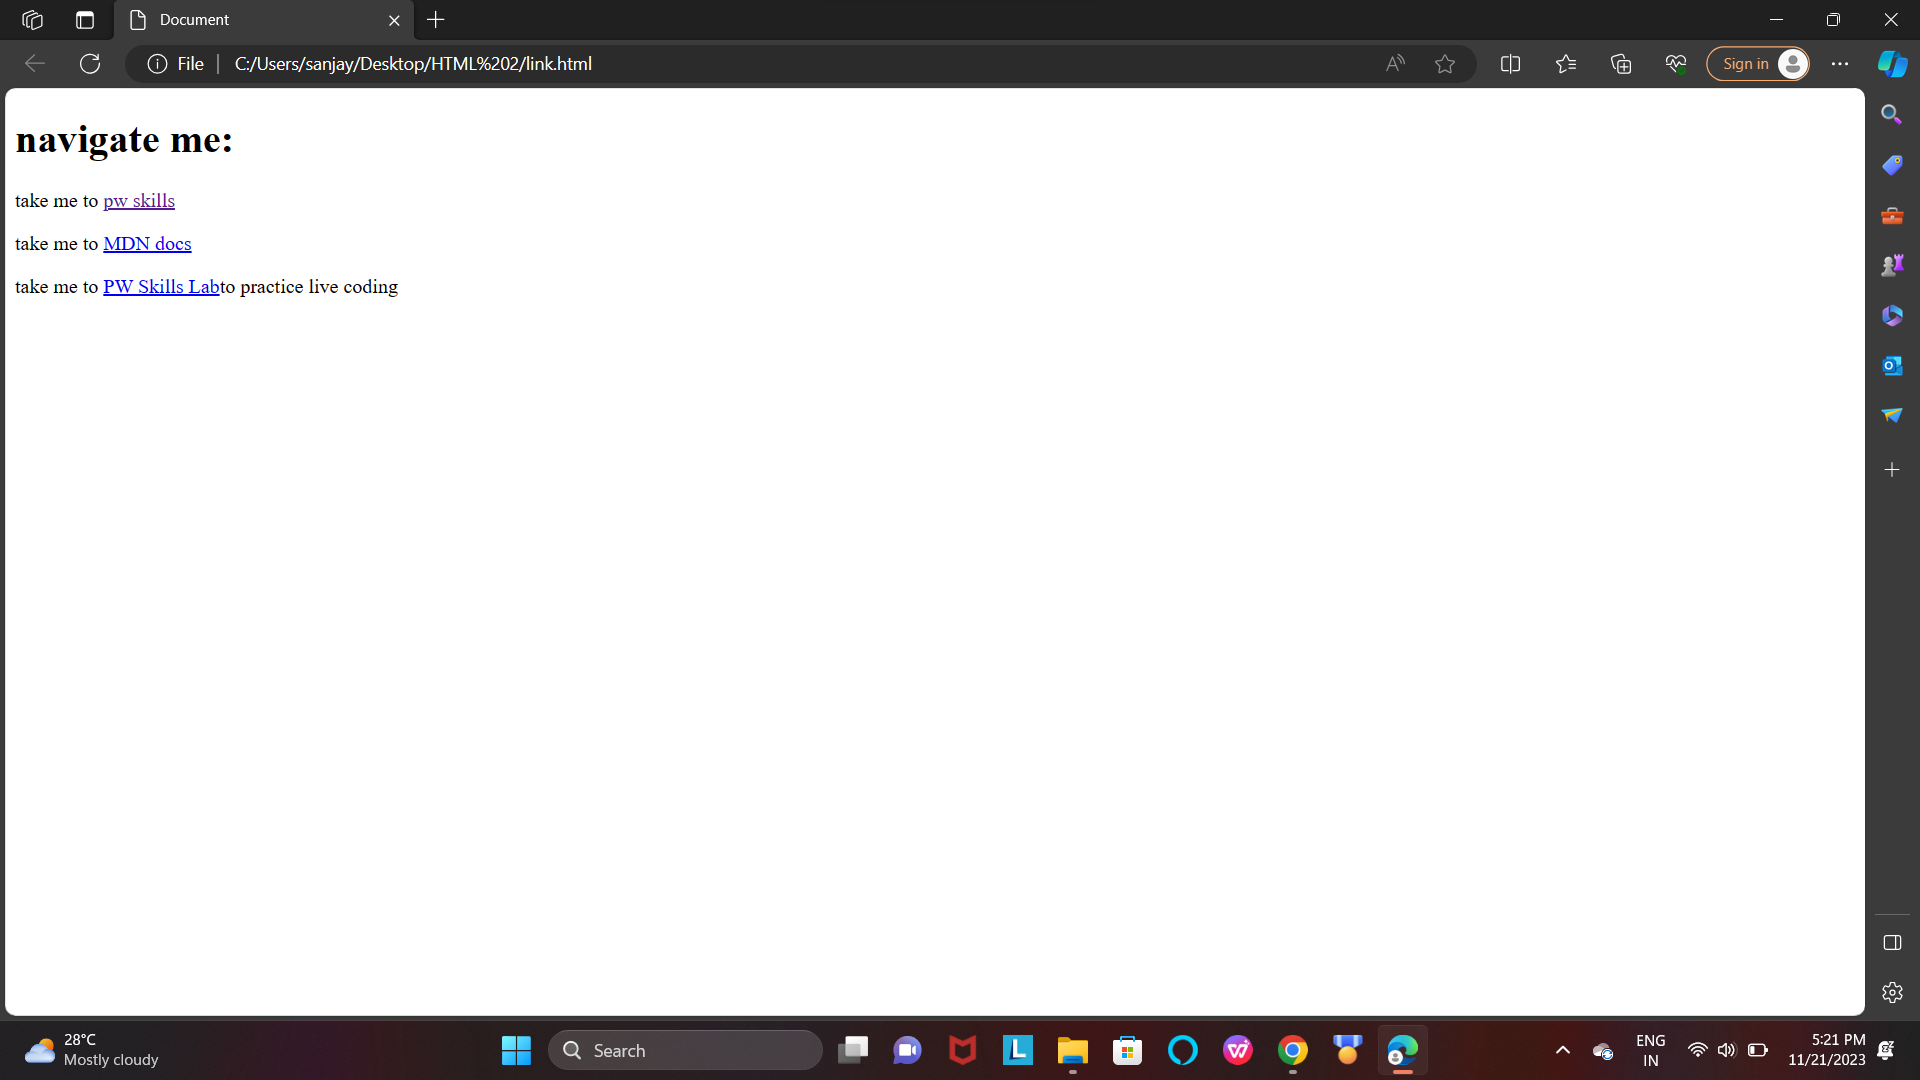 Document
File
C:/Users/sanjay/Desktop/HTML%202/link.html
Sign in
navigate me:
take me to pw skills
take me to MDN docs
take me to PW Skills Labto practice live coding
28°C
Mostly cloudy
Search
ENG
IN
5:21 PM
11/21/2023